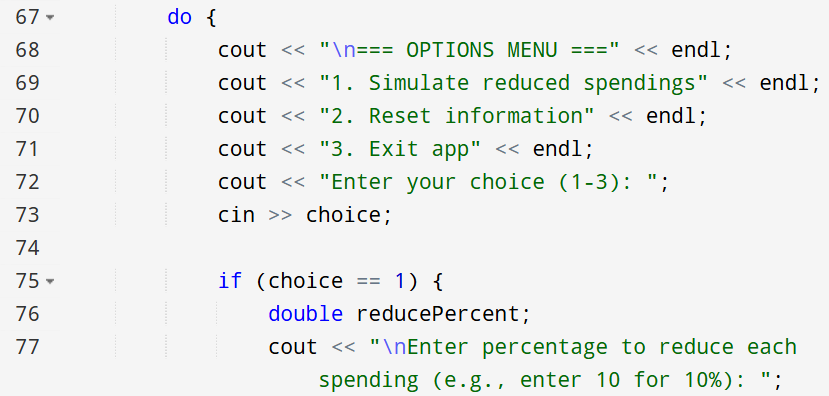 67 do {
68 cout << "\n=== OPTIONS MENU ===" << endl;
69 cout << "1. Simulate reduced spendings" << endl;
70 cout << "2. Reset information" << endl;
71 cout << "3. Exit app" << endl;
72 cout << "Enter your choice (1-3): ";
73 cin >> choice;
74
75 if (choice == 1) {
76 double reducePercent;
77 cout << "\nEnter percentage to reduce each
spending (e.g., enter 10 for 10%): ";